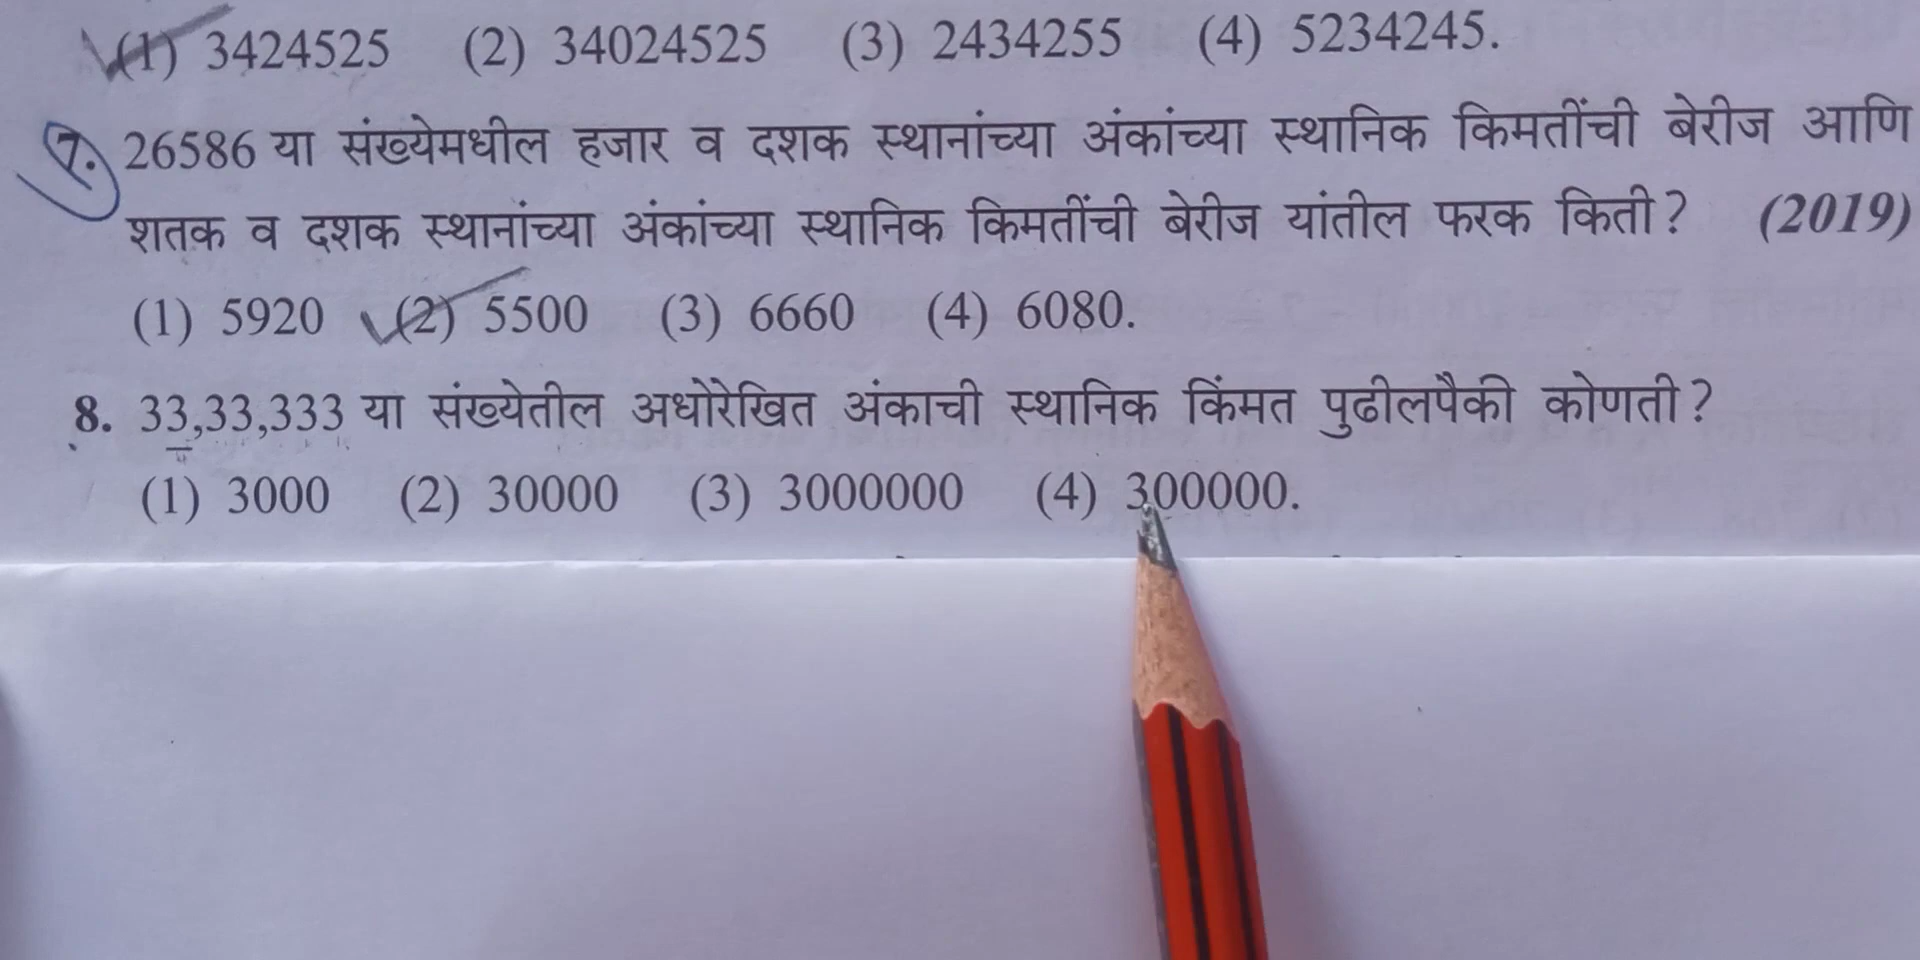 (1) 3424525 (2) 34024525 (3) 2434255 (4) 5234245.
7. 26586 या संख्येमधील हजार व दशक स्थानांच्या अंकांच्या स्थानिक किमतींची बेरीज आणि
शतक व दशक स्थानांच्या अंकांच्या स्थानिक किमतींची बेरीज यांतील फरक किती? (2019)
(1) 5920 (2) 5500 (3) 6660 (4) 6080.
8. 33,33,333 या संख्येतील अधोरेखित अंकाची स्थानिक किंमत पुढीलपैकी कोणती?
(1) 3000 (2) 30000 (3) 3000000 (4) 300000.